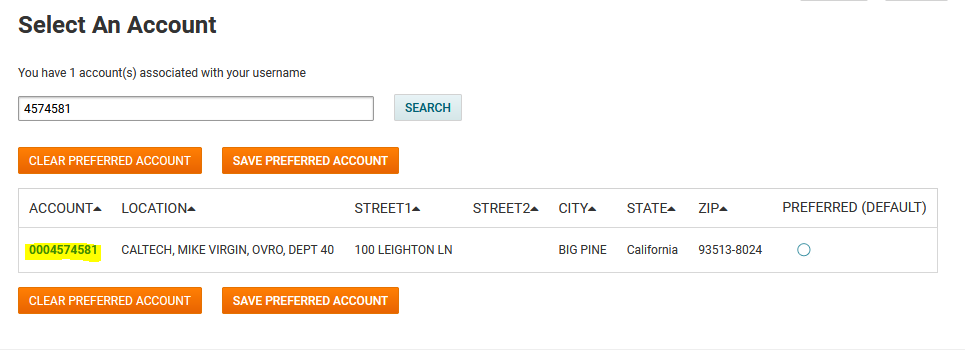 Select An Account
You have 1 account(s) associated with your username
4574581 SEARCH
CLEAR PREFERRED ACCOUNT SAVE PREFERRED ACCOUNT
ACCOUNT LOCATION STREET1 STREET2 CITY STATE ZIP PREFERRED (DEFAULT)
0004574581 CALTECH, MIKE VIRGIN, OVRO, DEPT 40 100 LEIGHTON LN BIG PINE California 93513-8024
CLEAR PREFERRED ACCOUNT SAVE PREFERRED ACCOUNT